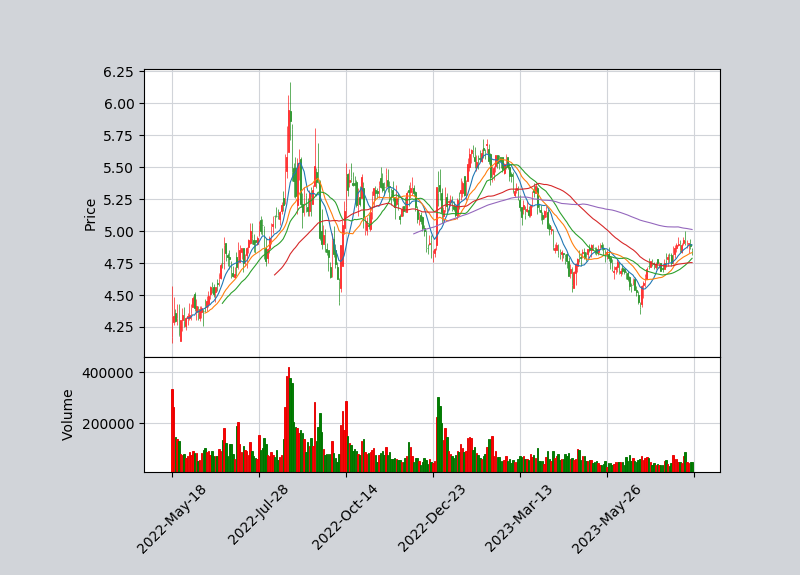 6.25
6.00
5.75
5.50
5.25
5.00
4.75
4.50
4.25
Price
400000
200000
Volume
2022-May-18
2022-Jul-28
2022-Oct-14
2022-Dec-23
2023-Mar-13
2023-May-26